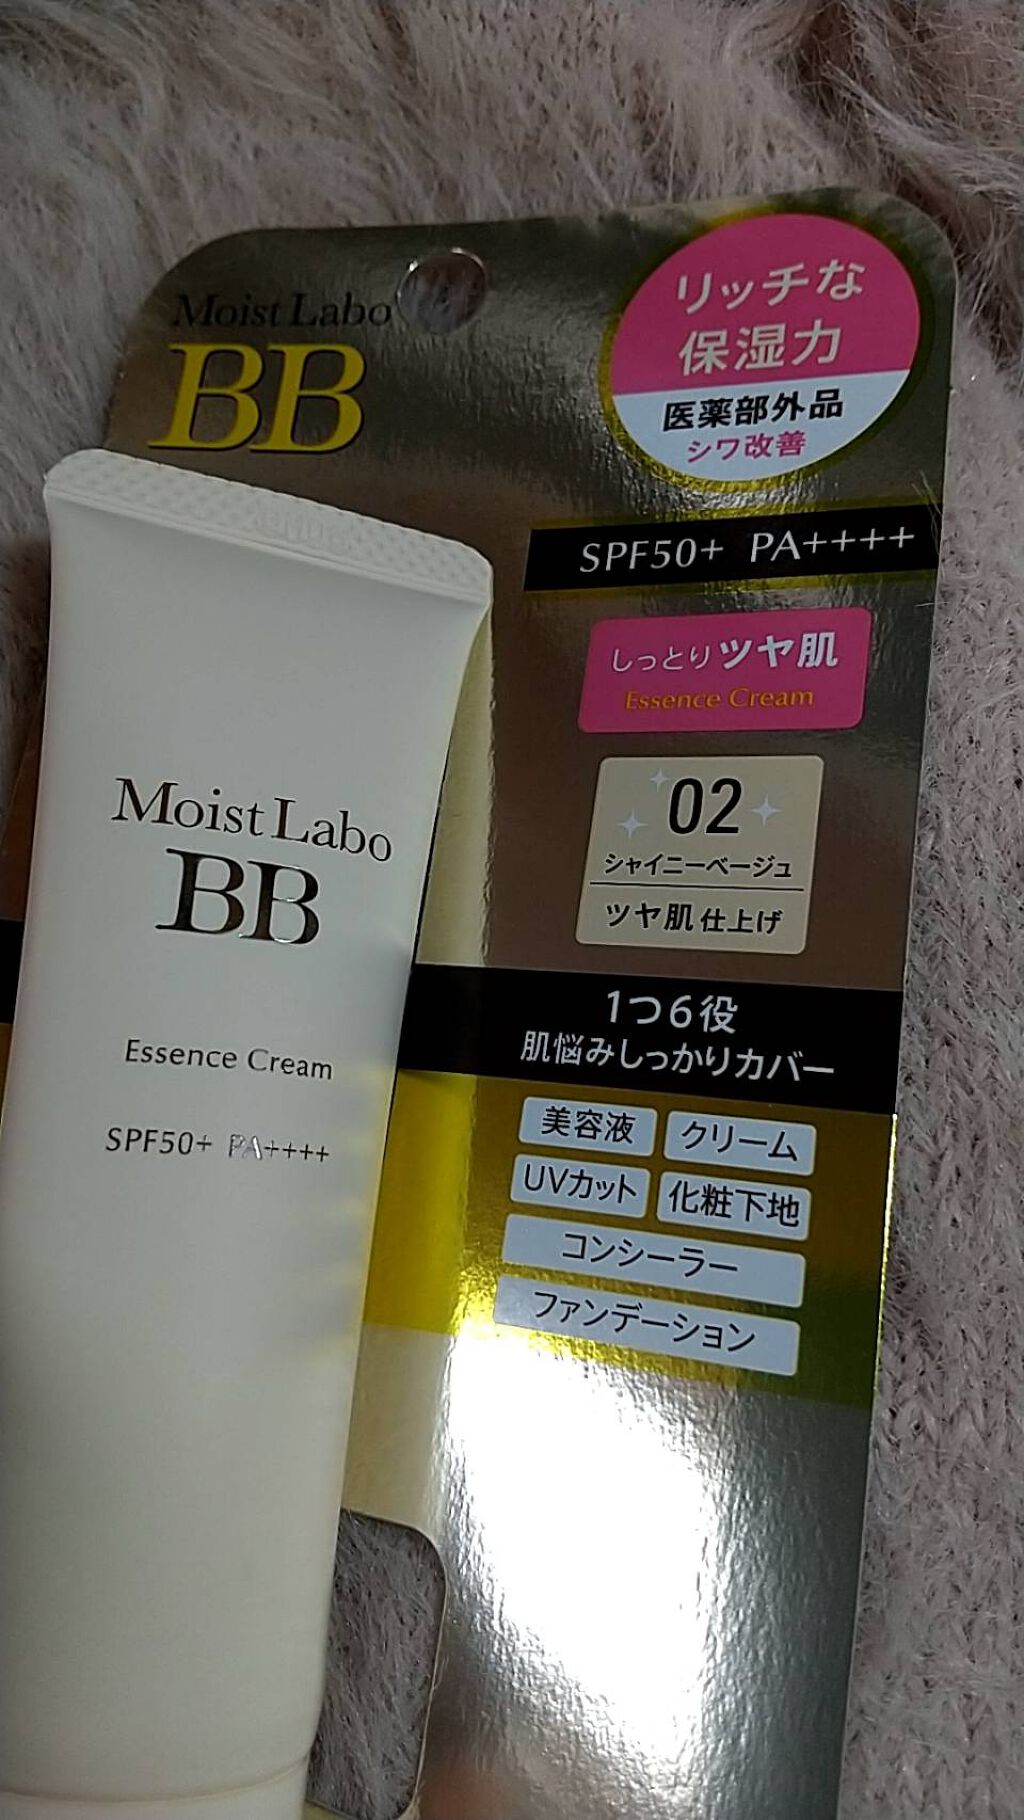 Moist Labo
BB
リッチな
保湿力
医薬部外品
シワ改善
SPF50+ PA++++
しっとりツヤ肌
Essence Cream
02
シャイニーベージュ
ツヤ肌仕上げ
1つ6役
肌悩みしっかりカバー
美容液 クリーム
UVカット 化粧下地
コンシーラー
ファンデーション
Moist Labo
BB
Essence Cream
SPF50+ PA++++